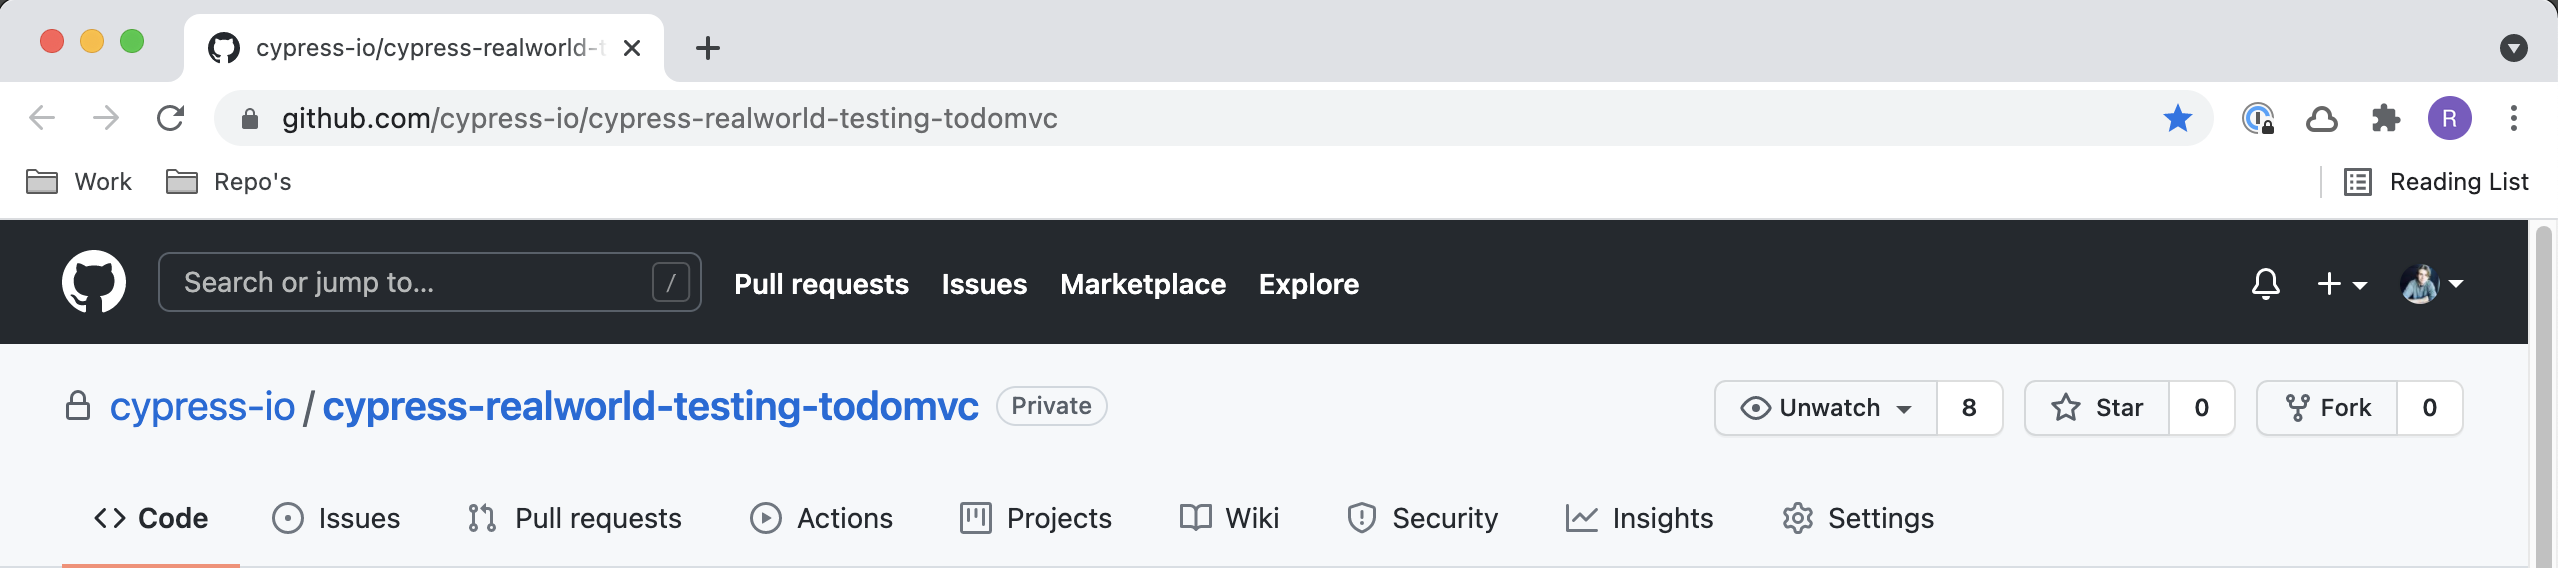 cypress-io/cypress-realworld-t
github.com/cypress-io/cypress-realworld-testing-todomvc
R
Work Repo's Reading List
Search or jump to... / Pull requests Issues Marketplace Explore
cypress-io / cypress-realworld-testing-todomvc Private Unwatch 8 Star 0 Fork 0
Code Issues Pull requests Actions Projects Wiki Security Insights Settings